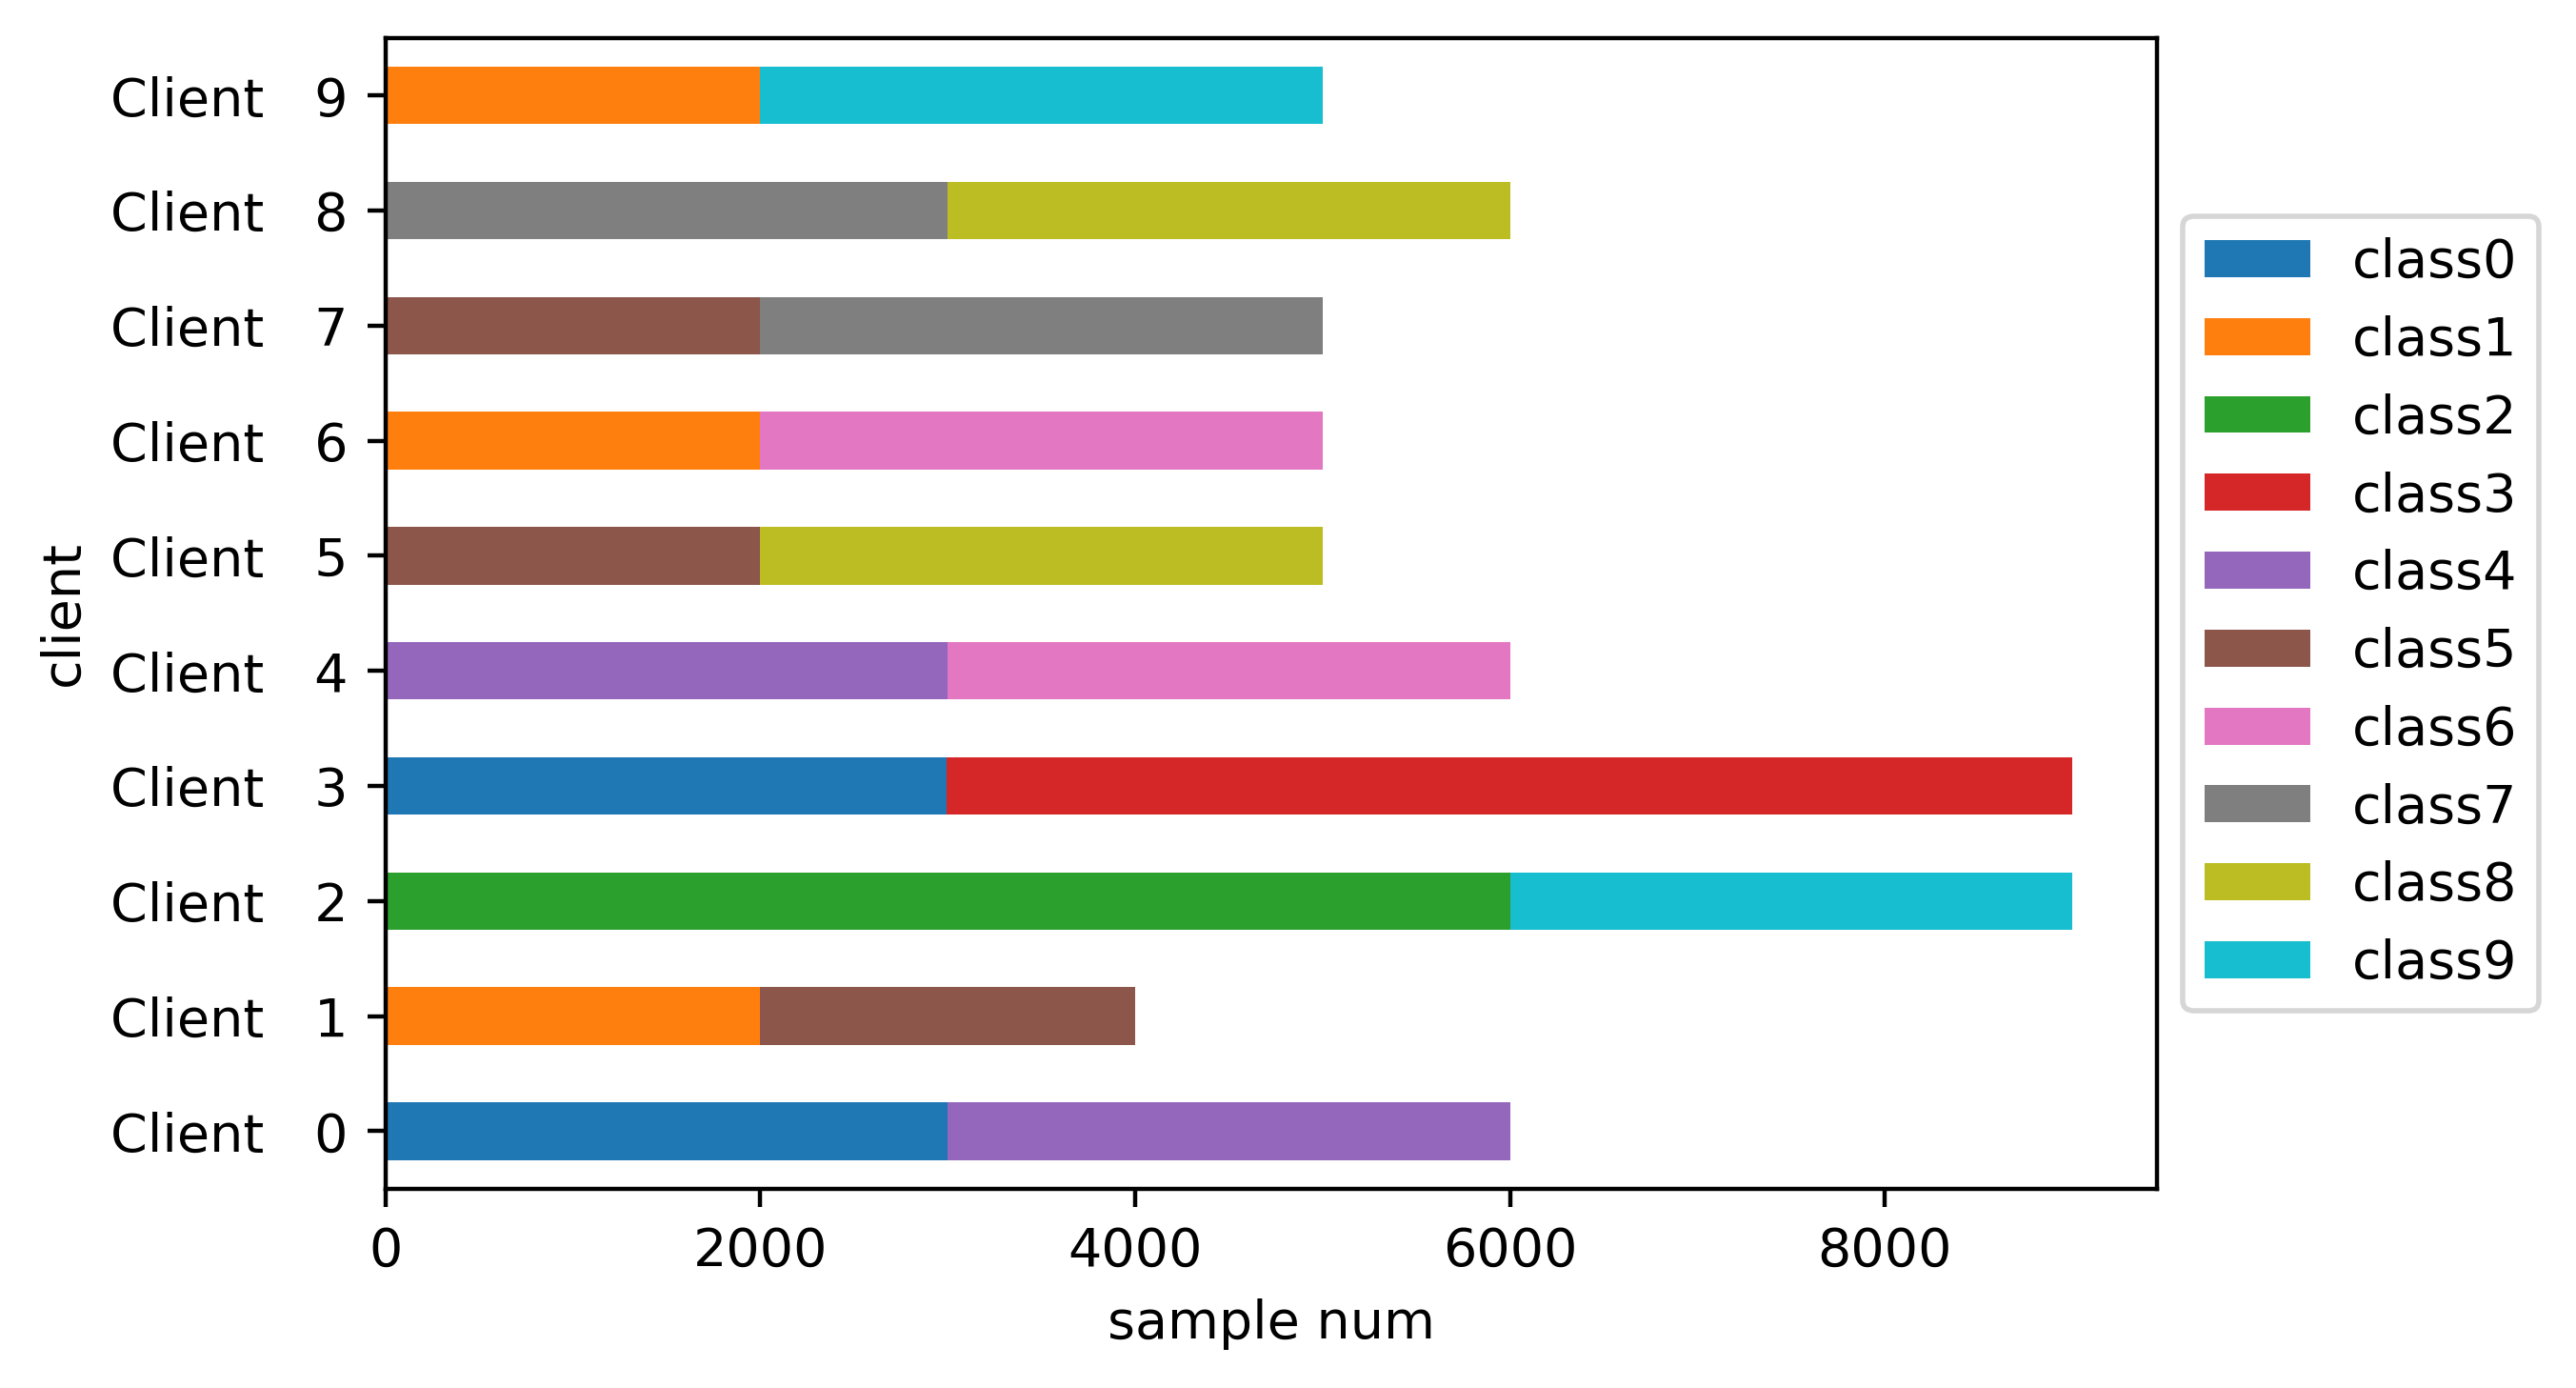 Client 9
Client 8
Client 7
Client 6
Client 5
Client 4
Client 3
Client 2
Client 1
Client 0
client
0 2000 4000 6000 8000
sample num
class0
class1
class2
class3
class4
class5
class6
class7
class8
class9